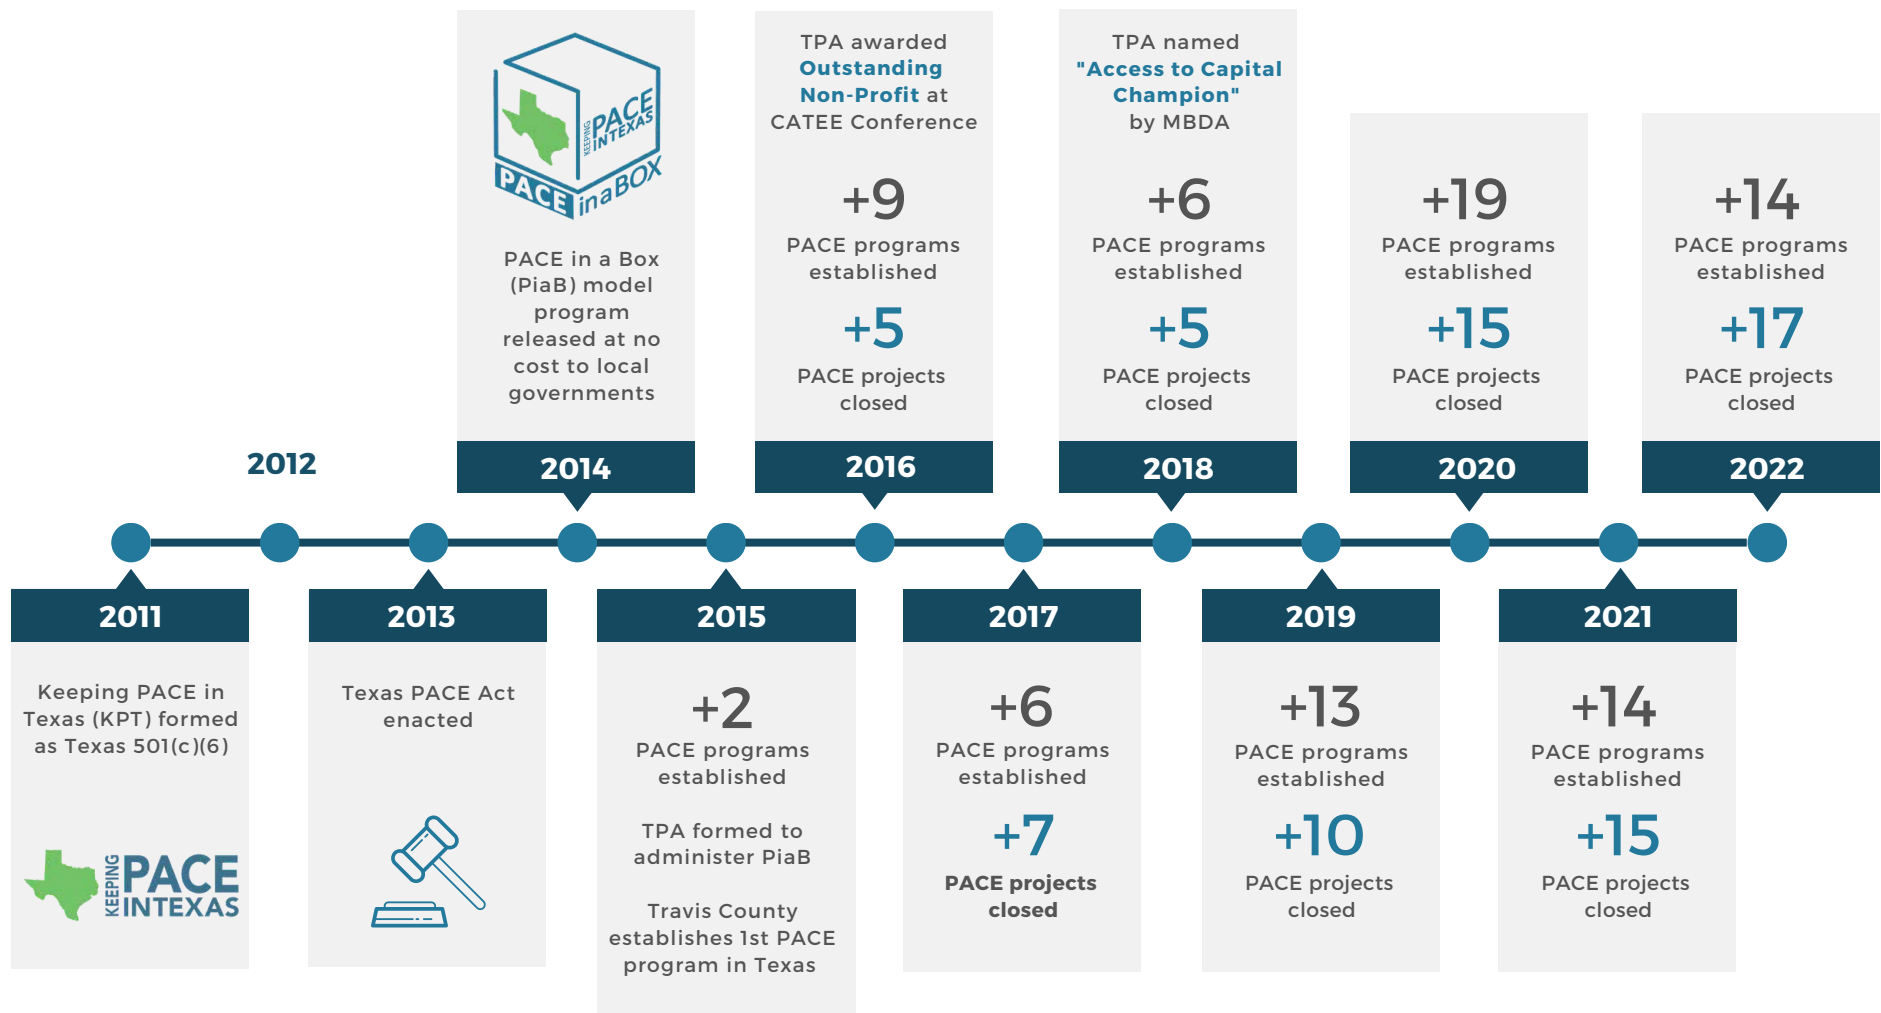 2011
Keeping PACE in
Texas (KPT) formed
as Texas 501(c)(6)
KEEPING
PACE
INTEXAS
2012
2013
Texas PACE Act
enacted
KEEPING
PACE
INTEXAS
PACE
in a BOX
PACE in a Box
(PiaB) model
program
released at no
cost to local
governments
2014
2015
+2
PACE programs
established
TPA formed to
administer PiaB
Travis County
establishes 1st PACE
program in Texas
TPA awarded
Outstanding
Non-Profit at
CATEE Conference
+9
PACE programs
established
+5
PACE projects
closed
2016
2017
+6
PACE programs
established
+7
PACE projects
closed
TPA named
"Access to Capital
Champion"
by MBDA
+6
PACE programs
established
+5
PACE projects
closed
2018
2019
+13
PACE programs
established
+10
PACE projects
closed
+19
PACE programs
established
+15
PACE projects
closed
2020
2021
+14
PACE programs
established
+15
PACE projects
closed
+14
PACE programs
established
+17
PACE projects
closed
2022